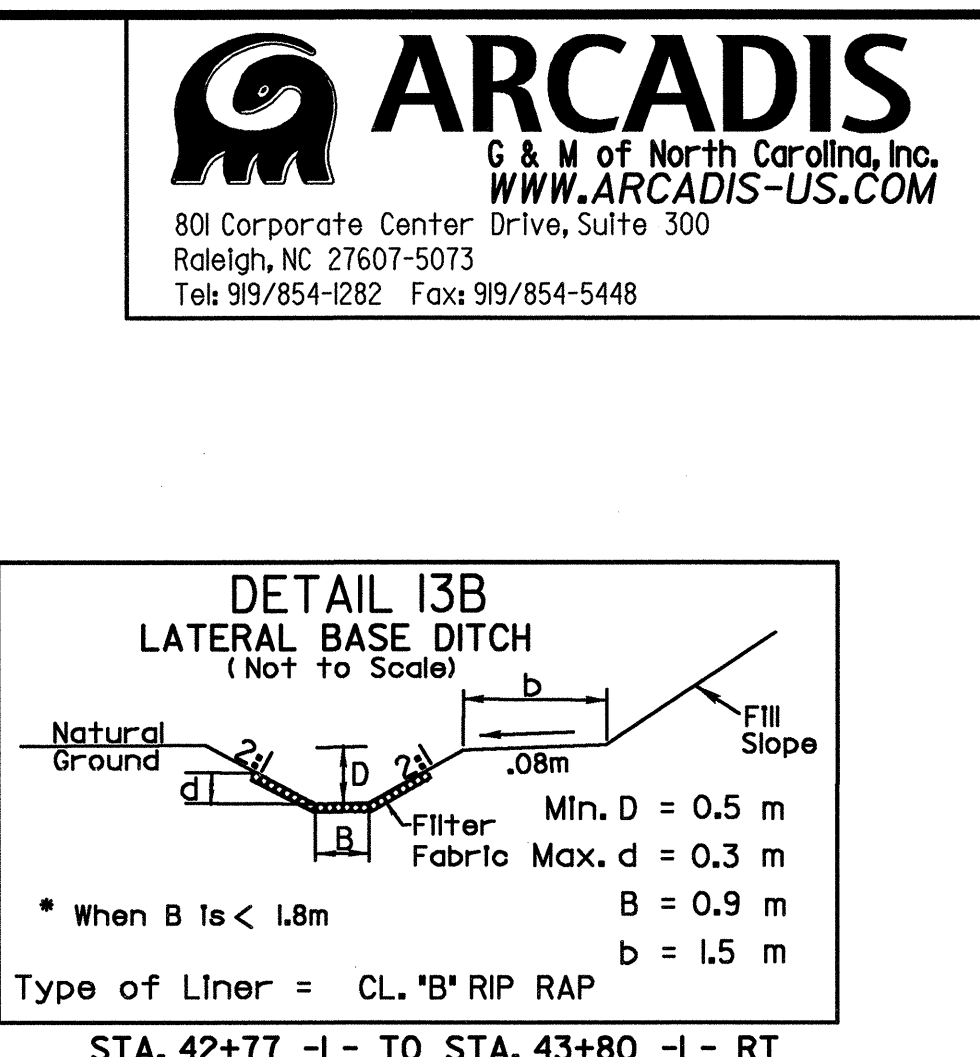 ARCADIS
G & M of North Carolina, Inc.
WWW.ARCADIS-US.COM
801 Corporate Center Drive, Suite 300
Raleigh, NC 27607-5073
Tel: 919/854-1282 Fax: 919/854-5448
DETAIL 13B
LATERAL BASE DITCH
(Not to Scale)
b
Natural
Ground
2:1
D
2:1
.08m
Fill
Slope
d
B
Filter
Fabric
Min. D = 0.5 m
Max. d = 0.3 m
B = 0.9 m
b = 1.5 m
* When B is < 1.8m
Type of Liner = CL. "B" RIP RAP
STA. 42+77 -L- TO STA. 43+80 -L- RT